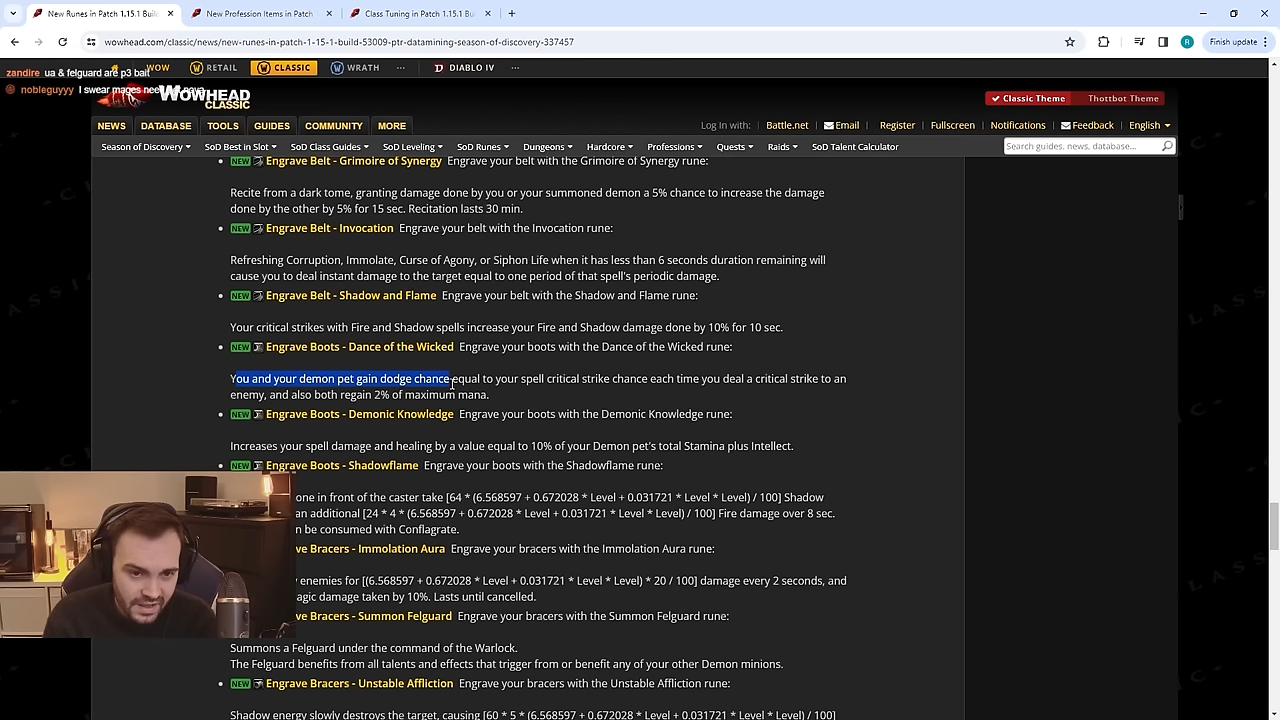 New Runes in Patch 1.15.1 Buil
New Profession Items in Patch
Class Tuning in Patch 1.15.1 Bu
wowhead.com/classic/news/new-runes-in-patch-1-15-1-build-53009-ptr-datamining-season-of-discovery-337457
R
Finish update
zandire ua & felguard are p3 bait
WOW
RETAIL
CLASSIC
WRATH
DIABLO IV
nobleguyyy I swear mages need
WOWHEAD
CLASSIC
Classic Theme
Thottbot Theme
NEWS
DATABASE
TOOLS
GUIDES
COMMUNITY
MORE
Log In with:
Battle.net
Email
Register
Fullscreen
Notifications
Feedback
English
Season of Discovery
SoD Best in Slot
SoD Class Guides
SoD Leveling
SoD Runes
Dungeons
Hardcore
Professions
Quests
Raids
SoD Talent Calculator
Search guides, news, database...
NEW Engrave Belt - Grimoire of Synergy Engrave your belt with the Grimoire of Synergy rune:
Recite from a dark tome, granting damage done by you or your summoned demon a 5% chance to increase the damage
done by the other by 5% for 15 sec. Recitation lasts 30 min.
NEW Engrave Belt - Invocation Engrave your belt with the Invocation rune:
Refreshing Corruption, Immolate, Curse of Agony, or Siphon Life when it has less than 6 seconds duration remaining will
cause you to deal instant damage to the target equal to one period of that spell's periodic damage.
NEW Engrave Belt - Shadow and Flame Engrave your belt with the Shadow and Flame rune:
Your critical strikes with Fire and Shadow spells increase your Fire and Shadow damage done by 10% for 10 sec.
NEW Engrave Boots - Dance of the Wicked Engrave your boots with the Dance of the Wicked rune:
You and your demon pet gain dodge chance equal to your spell critical strike chance each time you deal a critical strike to an
enemy, and also both regain 2% of maximum mana.
NEW Engrave Boots - Demonic Knowledge Engrave your boots with the Demonic Knowledge rune:
Increases your spell damage and healing by a value equal to 10% of your Demon pet's total Stamina plus Intellect.
NEW Engrave Boots - Shadowflame Engrave your boots with the Shadowflame rune:
one in front of the caster take [64 * (6.568597 + 0.672028 * Level + 0.031721 * Level * Level) / 100] Shadow
an additional [24 * 4 * (6.568597 + 0.672028 * Level + 0.031721 * Level * Level) / 100] Fire damage over 8 sec.
n be consumed with Conflagrate.
ve Bracers - Immolation Aura Engrave your bracers with the Immolation Aura rune:
enemies for [(6.568597 + 0.672028 * Level + 0.031721 * Level * Level) * 20 / 100] damage every 2 seconds, and
agic damage taken by 10%. Lasts until cancelled.
ve Bracers - Summon Felguard Engrave your bracers with the Summon Felguard rune:
Summons a Felguard under the command of the Warlock.
The Felguard benefits from all talents and effects that trigger from or benefit any of your other Demon minions.
NEW Engrave Bracers - Unstable Affliction Engrave your bracers with the Unstable Affliction rune:
Shadow energy slowly destroys the target, causing [60 * 5 * (6.568597 + 0.672028 * Level + 0.031721 * Level * Level) / 100]